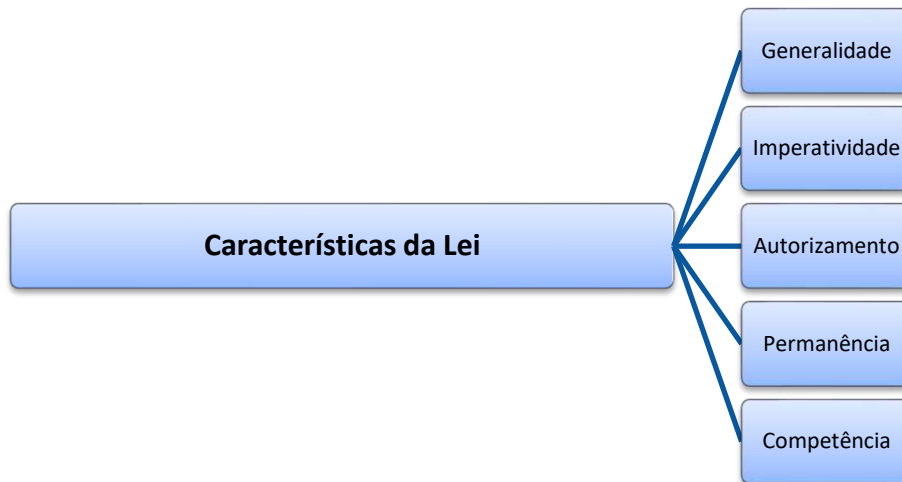 Generalidade
Imperatividade
Características da Lei
Autorizamento
Permanência
Competência